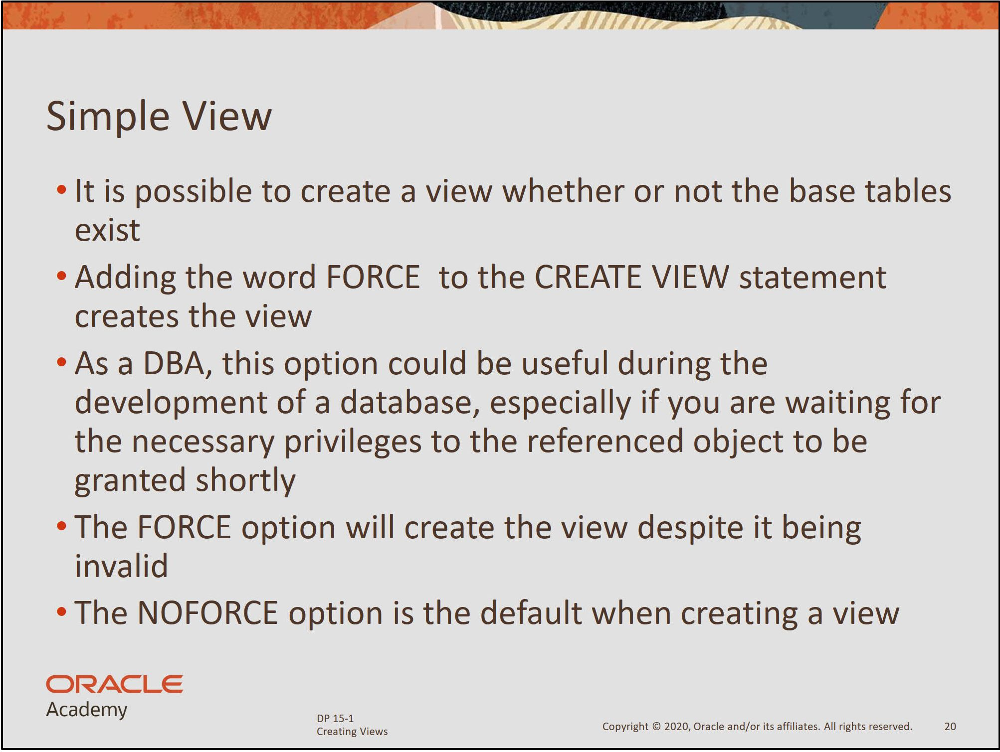 Simple View
• It is possible to create a view whether or not the base tables
exist
• Adding the word FORCE  to the CREATE VIEW statement
creates the view
• As a DBA, this option could be useful during the
development of a database, especially if you are waiting for
the necessary privileges to the referenced object to be
granted shortly
• The FORCE option will create the view despite it being
invalid
• The NOFORCE option is the default when creating a view
ORACLE
Academy
DP 15-1
Creating Views
Copyright © 2020, Oracle and/or its affiliates. All rights reserved.
20